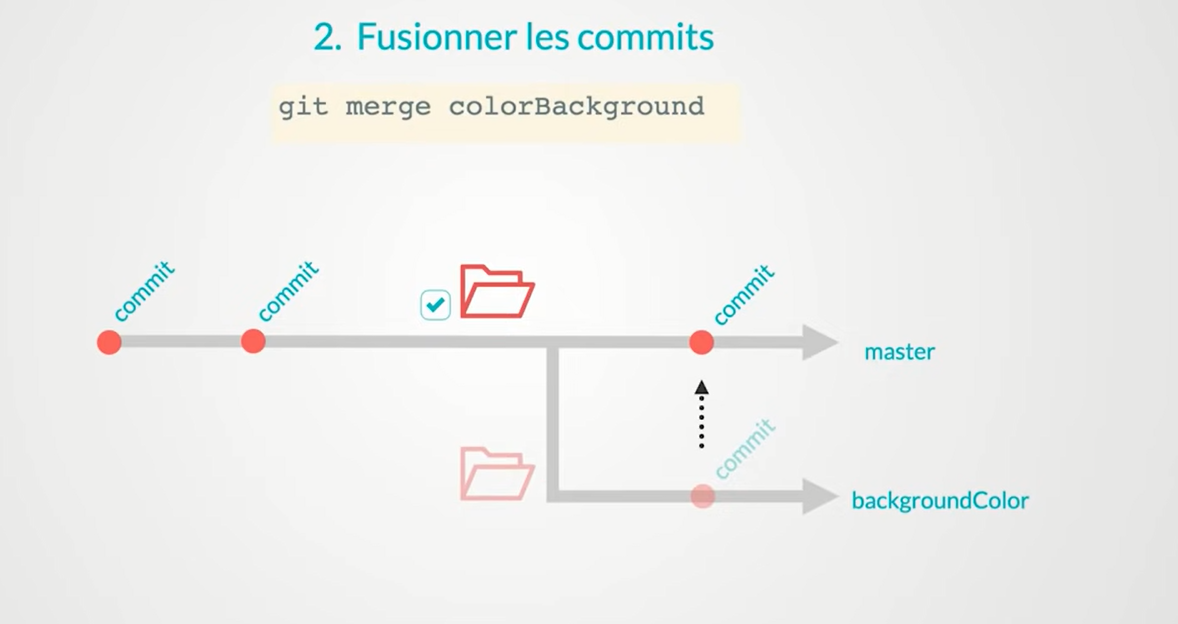 2. Fusionner les commits
git merge colorBackground
commit
commit
commit
master
commit
backgroundColor